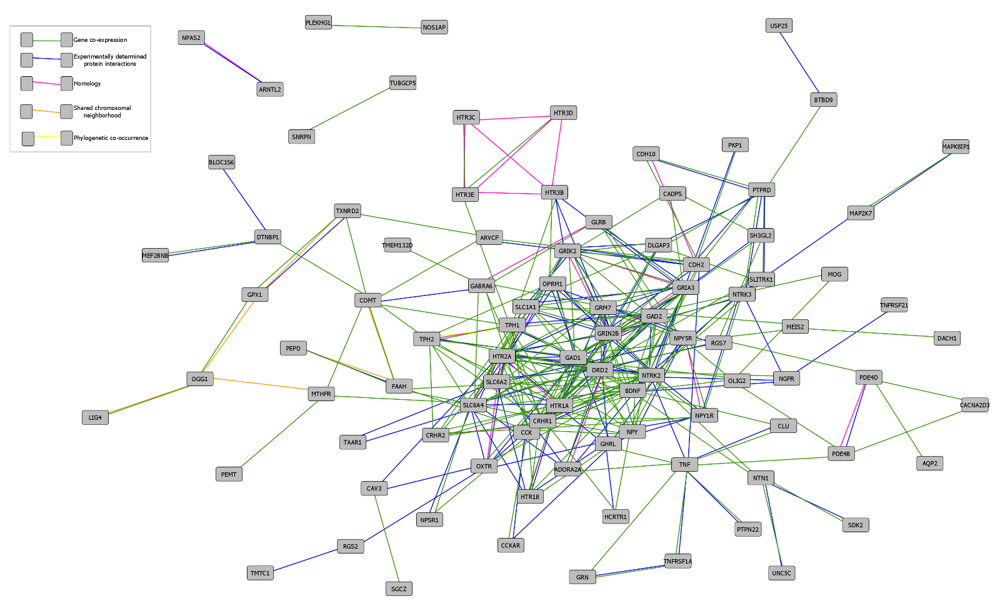 PLEKHG1
NOS1AP
USP25
NPAS2
Gene co-expression
Experimentally determined
protein interactions
Homology
Shared chromosomal
neighborhood
Phylogenetic co-occurrence
ARNTL2
TUBGCP5
BTBD9
HTR3C
HTR3D
SNRPN
PKP1
MAPK8IP1
CDH10
BLOC1S6
HTR3E
HTR3B
CADPS
PTPRD
TXNRD2
MAP2K7
GLRB
DTNBP1
ARVCF
SH3GL2
TMEM132D
DLGAP3
MEF2BNB
GRIK2
CDH2
MOG
SLITRK1
OPRM1
GABRA6
GRIA3
GPX1
NTRK3
COMT
SLC1A1
GRM7
TNFRSF21
GAD2
TPH1
MEIS2
GRIN2B
TPH2
NPY5R
DACH1
RGS7
PEPD
HTR2A
GAD1
DRD2
NTRK2
OGG1
SLC6A2
OLIG2
NGFR
PDE4D
FAAH
BDNF
MTHFR
SLC6A4
HTR1A
CACNA2D3
LIG4
NPY1R
CRHR1
CLU
CRHR2
CCK
NPY
TAAR1
GHRL
PDE4B
OXTR
ADORA2A
TNF
AQP2
PEMT
NTN1
CAV3
HTR1B
NPSR1
HCRTR1
SDK2
PTPN22
RGS2
CCKAR
TNFRSF1A
TMTC1
GRN
UNC5C
SGCZ